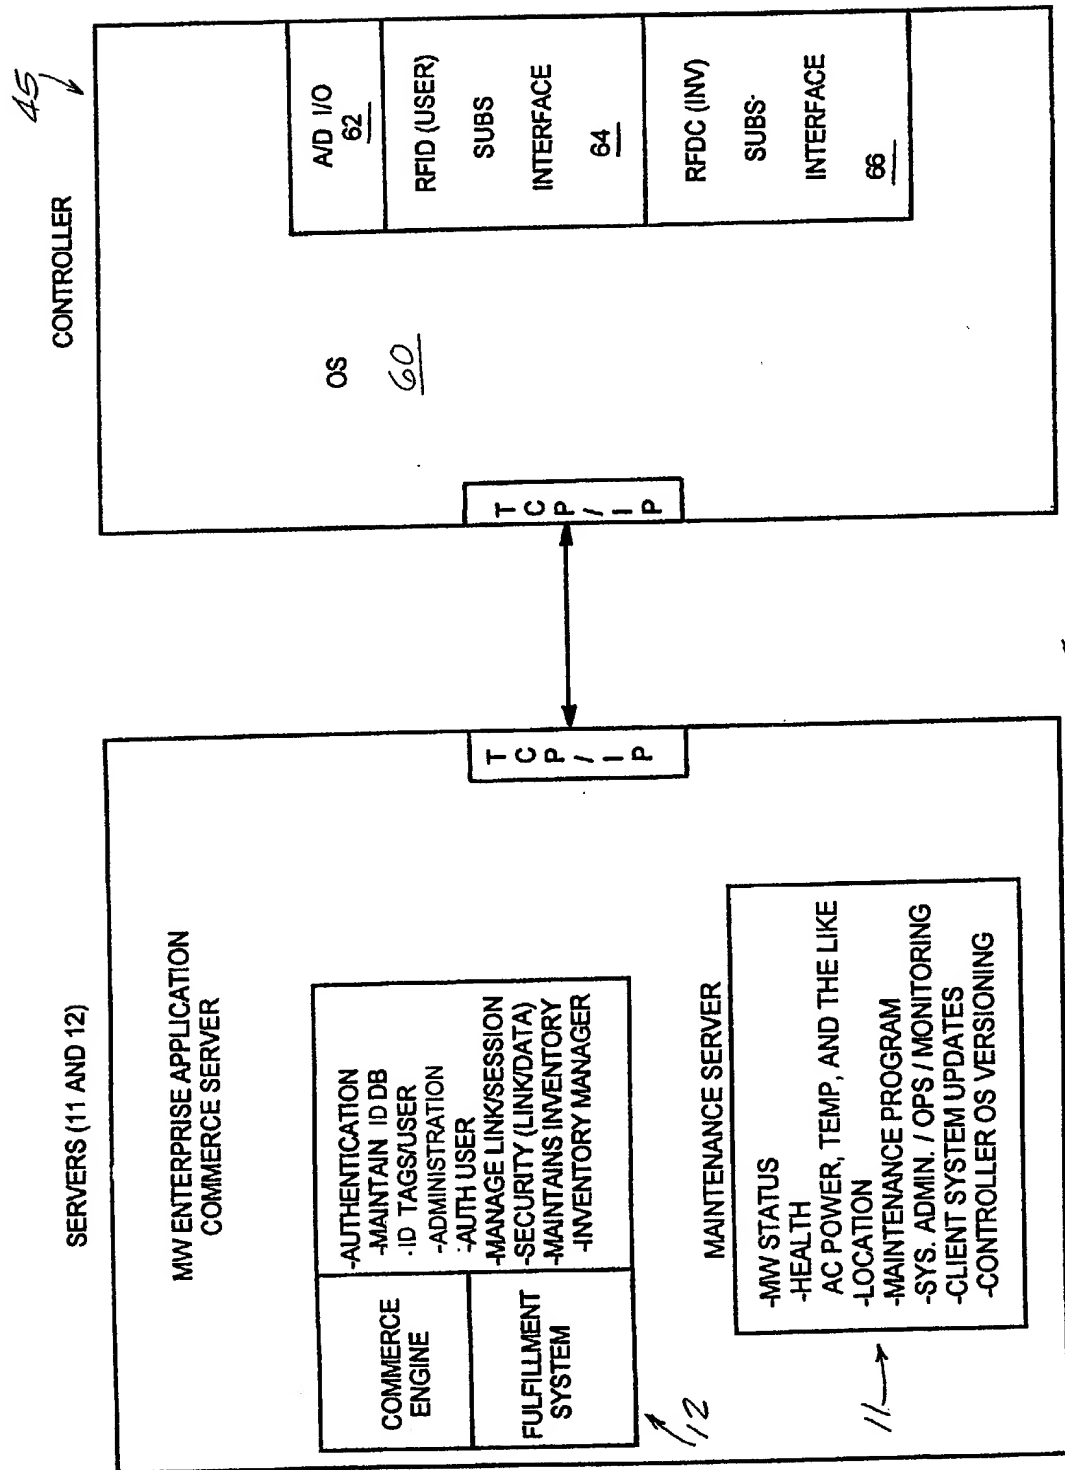 SERVERS (11 AND 12)
MW ENTERPRISE APPLICATION
COMMERCE SERVER
COMMERCE
ENGINE
FULFILLMENT
SYSTEM
-AUTHENTICATION
-MAINTAIN ID DB
-ID TAGS/USER
-ADMINISTRATION
-AUTH USER
-MANAGE LINK/SESSION
-SECURITY (LINK/DATA)
-MAINTAINS INVENTORY
-INVENTORY MANAGER
12
MAINTENANCE SERVER
-MW STATUS
-HEALTH
AC POWER, TEMP, AND THE LIKE
-LOCATION
-MAINTENANCE PROGRAM
-SYS. ADMIN. / OPS / MONITORING
-CLIENT SYSTEM UPDATES
-CONTROLLER OS VERSIONING
11
TCP/IP
TCP/IP
CONTROLLER
45
OS
60
A/D I/O
62
RFID (USER)
SUBS
INTERFACE
64
RFDC (INV)
SUBS-
INTERFACE
66